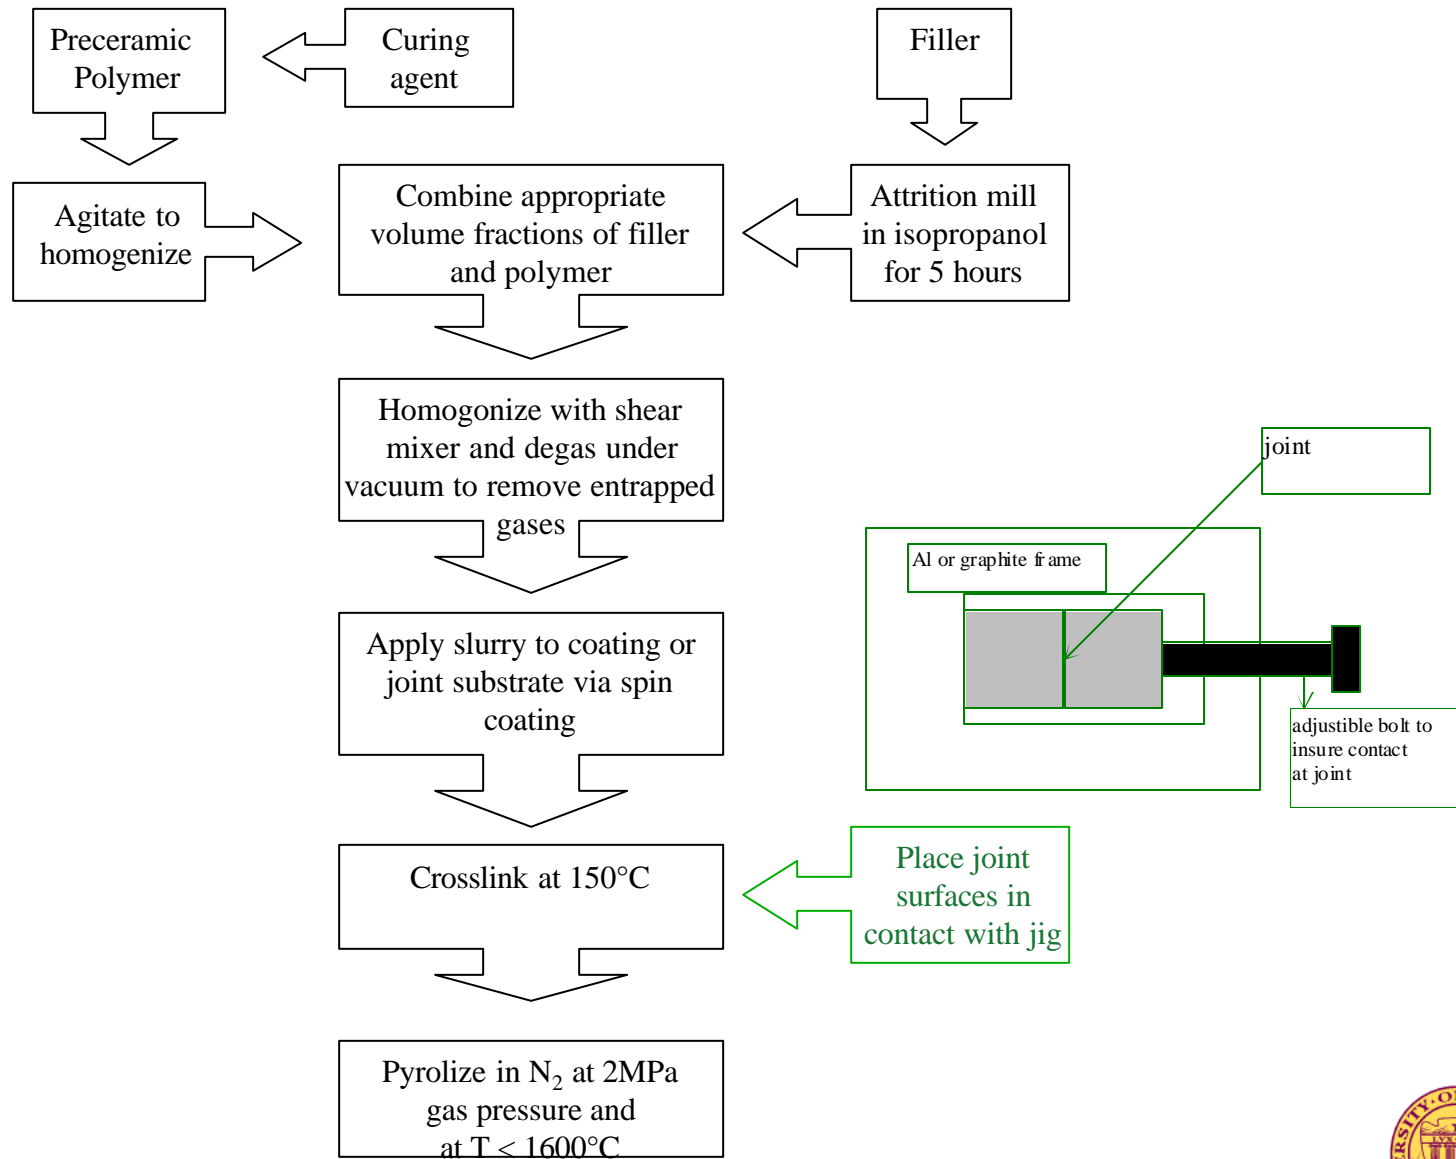 Preceramic
Polymer
Curing
agent
Filler
Agitate to
homogenize
Combine appropriate
volume fractions of filler
and polymer
Attrition mill
in isopropanol
for 5 hours
Homogonize with shear
mixer and degas under
vacuum to remove entrapped
gases
joint
Al or graphite frame
Apply slurry to coating or
joint substrate via spin
coating
adjustible bolt to
insure contact
at joint
Crosslink at 150°C
Place joint
surfaces in
contact with jig
Pyrolize in N₂ at 2MPa
gas pressure and
at T < 1600°C